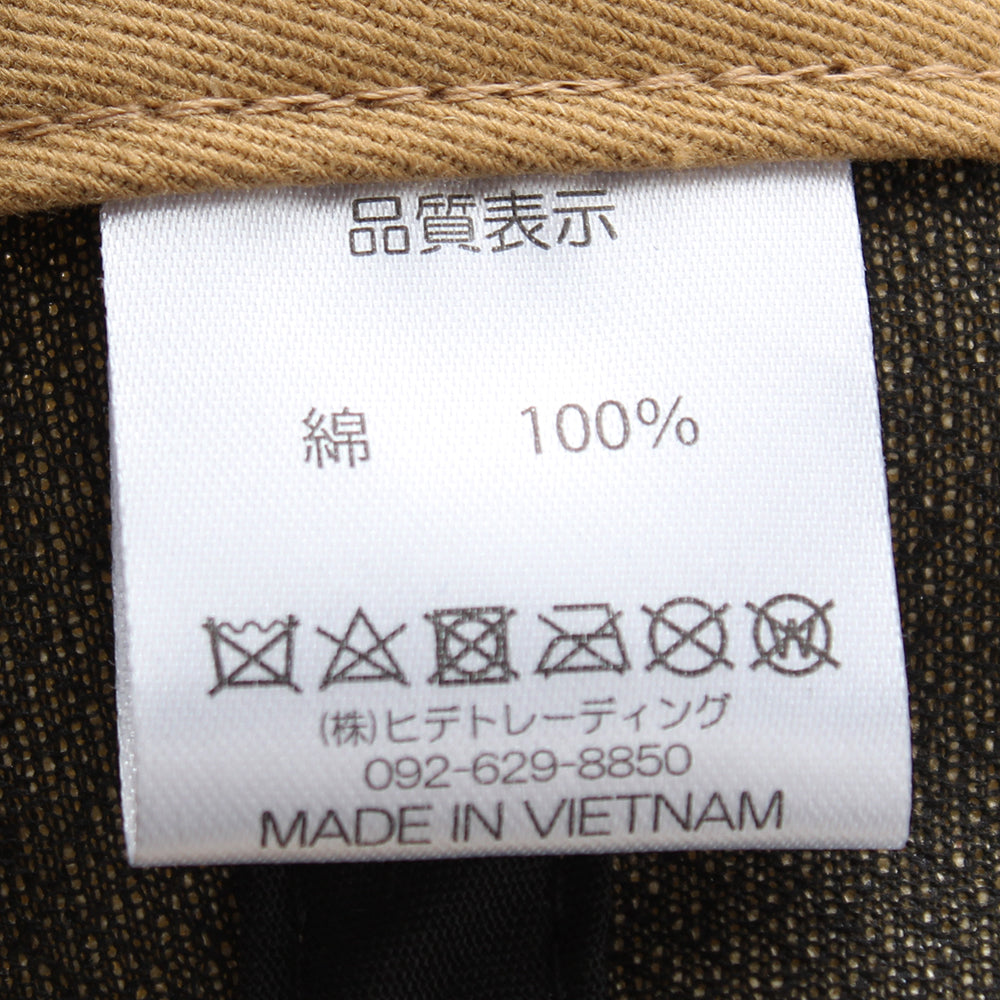 品質表示
綿 100%
W
(株)ヒデトレーディング
092-629-8850
MADE IN VIETNAM